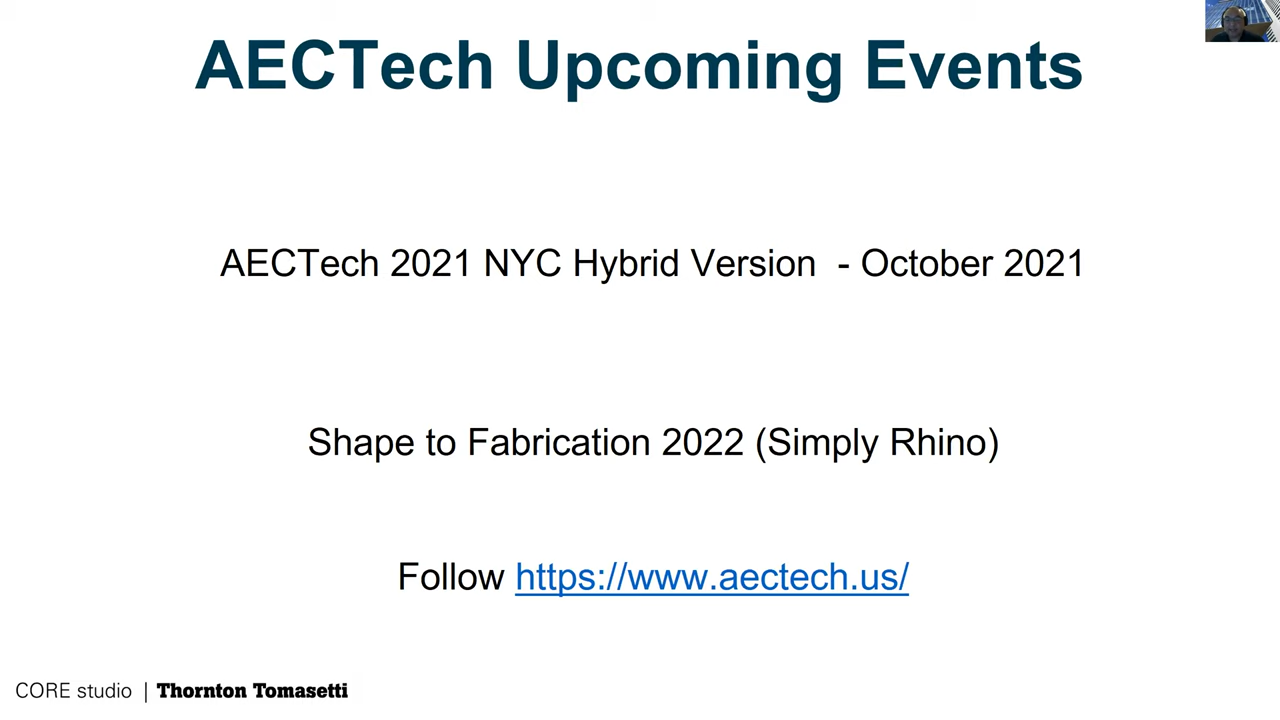 AECTech Upcoming Events
AECTech 2021 NYC Hybrid Version - October 2021
Shape to Fabrication 2022 (Simply Rhino)
Follow https://www.aectech.us/
CORE studio | Thornton Tomasetti